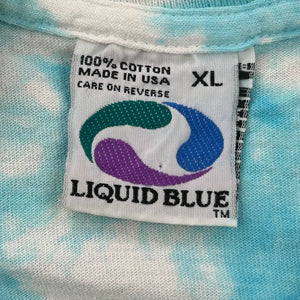 100% COTTON
MADE IN USA
CARE ON REVERSE
XL
LIQUID BLUE
TM